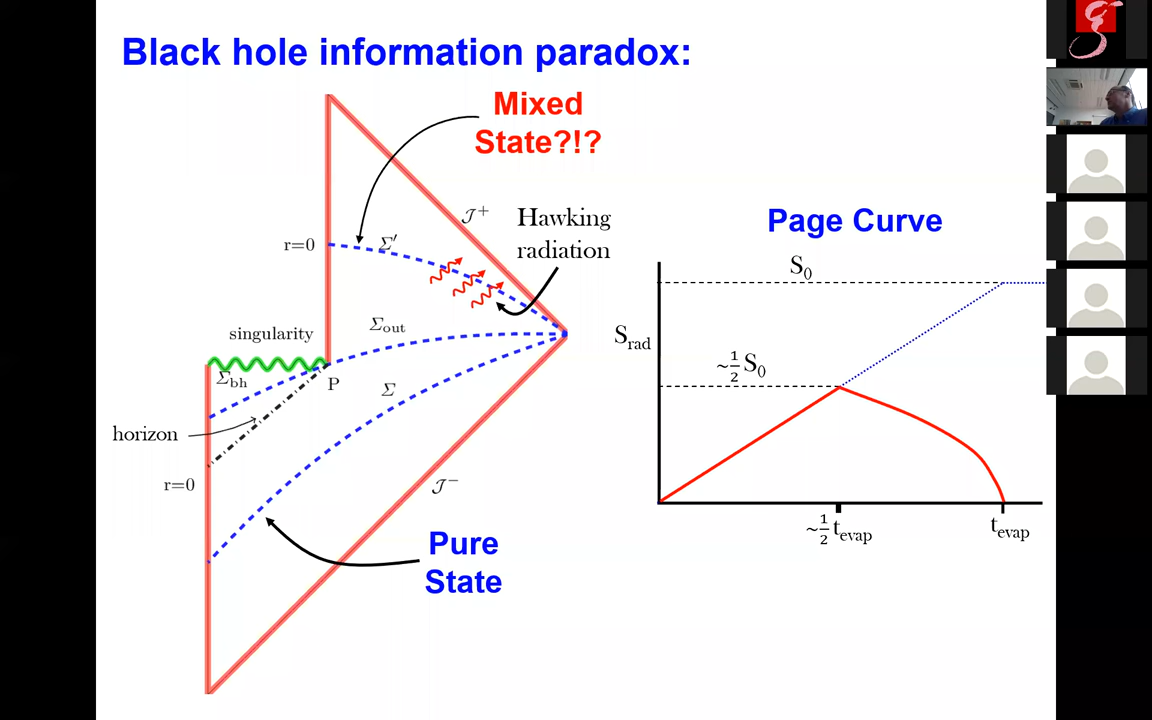 Black hole information paradox:
Mixed
State?!?
𝒥⁺
Hawking
radiation
r=0
Σ′
singularity
Σout
Σbh
P
Σ
horizon
r=0
𝒥⁻
Pure
State
Page Curve
S₀
Srad
~½ S₀
~½ tevap
tevap